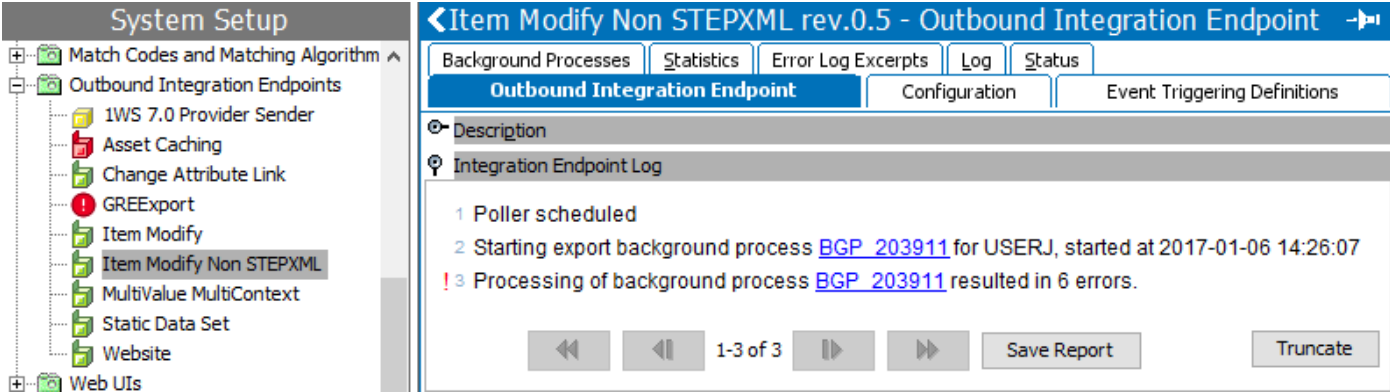 System Setup
Match Codes and Matching Algorithm
Outbound Integration Endpoints
1WS 7.0 Provider Sender
Asset Caching
Change Attribute Link
GREExport
Item Modify
Item Modify Non STEPXML
MultiValue MultiContext
Static Data Set
Website
Web UIs
Item Modify Non STEPXML rev.0.5 - Outbound Integration Endpoint
Background Processes Statistics Error Log Excerpts Log Status
Outbound Integration Endpoint Configuration Event Triggering Definitions
Description
Integration Endpoint Log
1 Poller scheduled
2 Starting export background process BGP_203911 for USERJ, started at 2017-01-06 14:26:07
! 3 Processing of background process BGP_203911 resulted in 6 errors.
1-3 of 3 Save Report Truncate